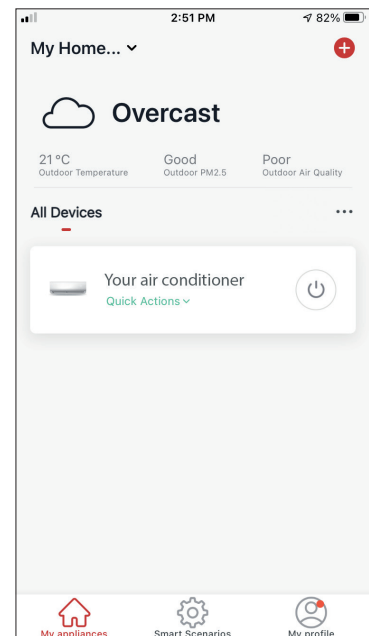 2:51 PM
82%
My Home...
Overcast
21 °C
Good
Poor
Outdoor Temperature
Outdoor PM2.5
Outdoor Air Quality
All Devices
Your air conditioner
Quick Actions
My appliances
Smart Scenarios
My profile